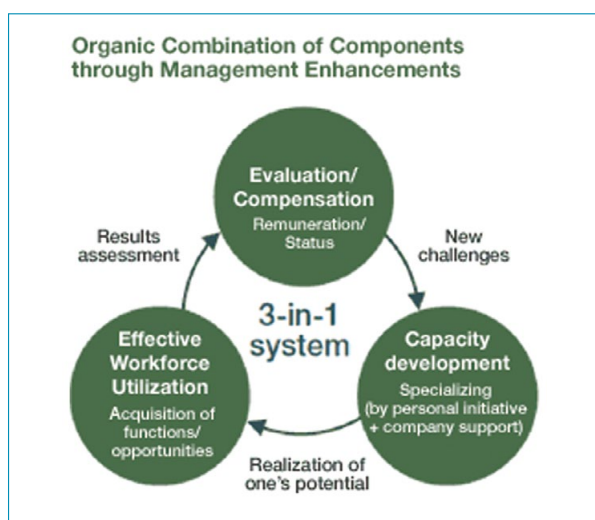 Organic Combination of Components
through Management Enhancements
Evaluation/
Compensation
Remuneration/
Status
Results
assessment
New
challenges
3-in-1
system
Effective
Workforce
Utilization
Acquisition of
functions/
opportunities
Capacity
development
Specializing
(by personal initiative
+ company support)
Realization of
one's potential